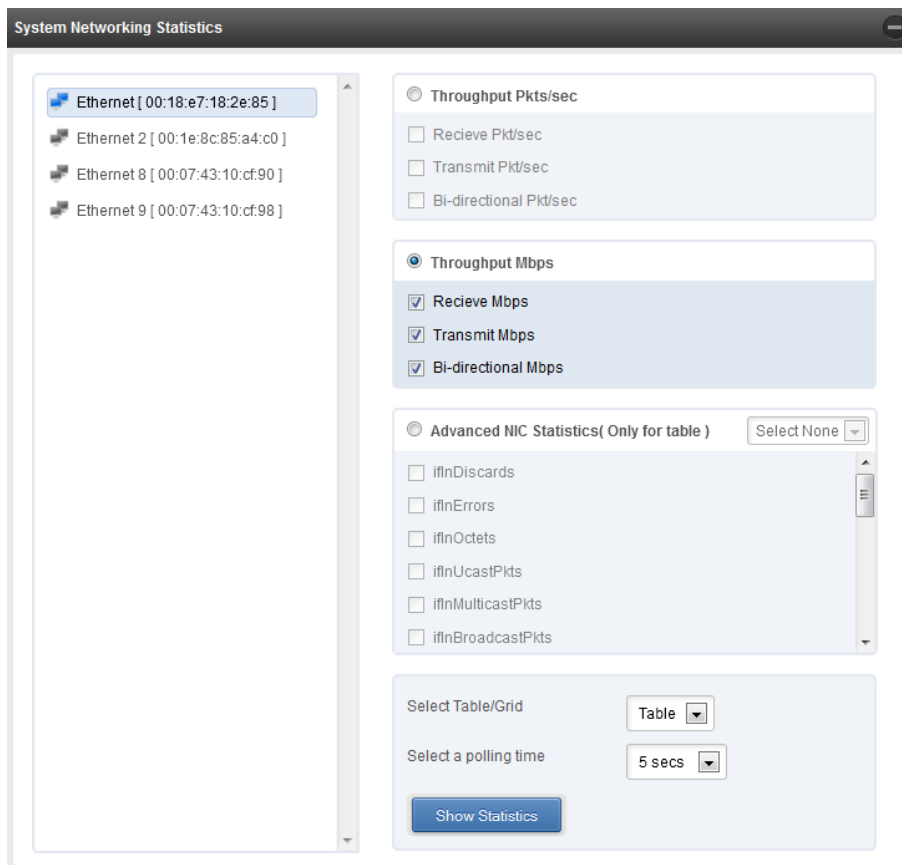 System Networking Statistics
Ethernet [ 00:18:e7:18:2e:85 ]
Ethernet 2 [ 00:1e:8c:85:a4:c0 ]
Ethernet 8 [ 00:07:43:10:cf:90 ]
Ethernet 9 [ 00:07:43:10:cf:98 ]
Throughput Pkts/sec
Recieve Pkt/sec
Transmit Pkt/sec
Bi-directional Pkt/sec
Throughput Mbps
Recieve Mbps
Transmit Mbps
Bi-directional Mbps
Advanced NIC Statistics( Only for table ) Select None
ifInDiscards
ifInErrors
ifInOctets
ifInUcastPkts
ifInMulticastPkts
ifInBroadcastPkts
Select Table/Grid Table
Select a polling time 5 secs
Show Statistics